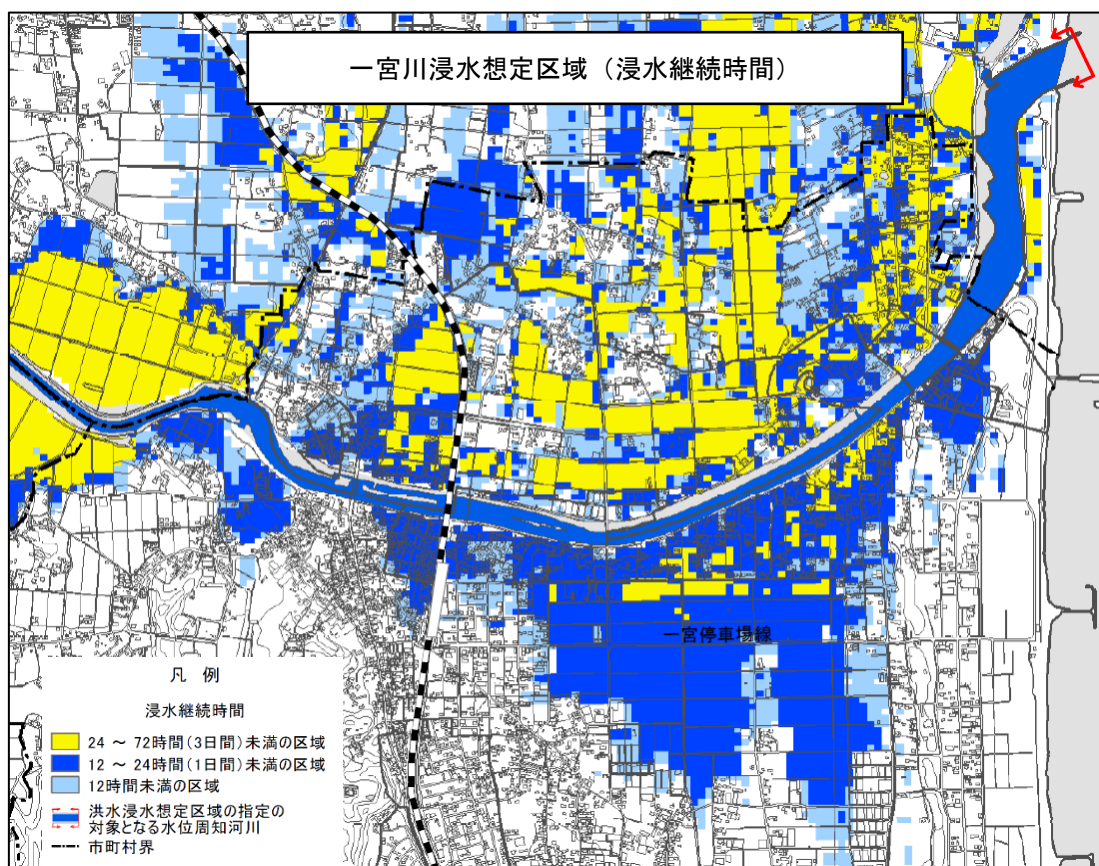 一宮川浸水想定区域（浸水継続時間）
一宮停車場線
凡 例
浸水継続時間
24 ～ 72時間(3日間)未満の区域
12 ～ 24時間(1日間)未満の区域
12時間未満の区域
洪水浸水想定区域の指定の
対象となる水位周知河川
市町村界